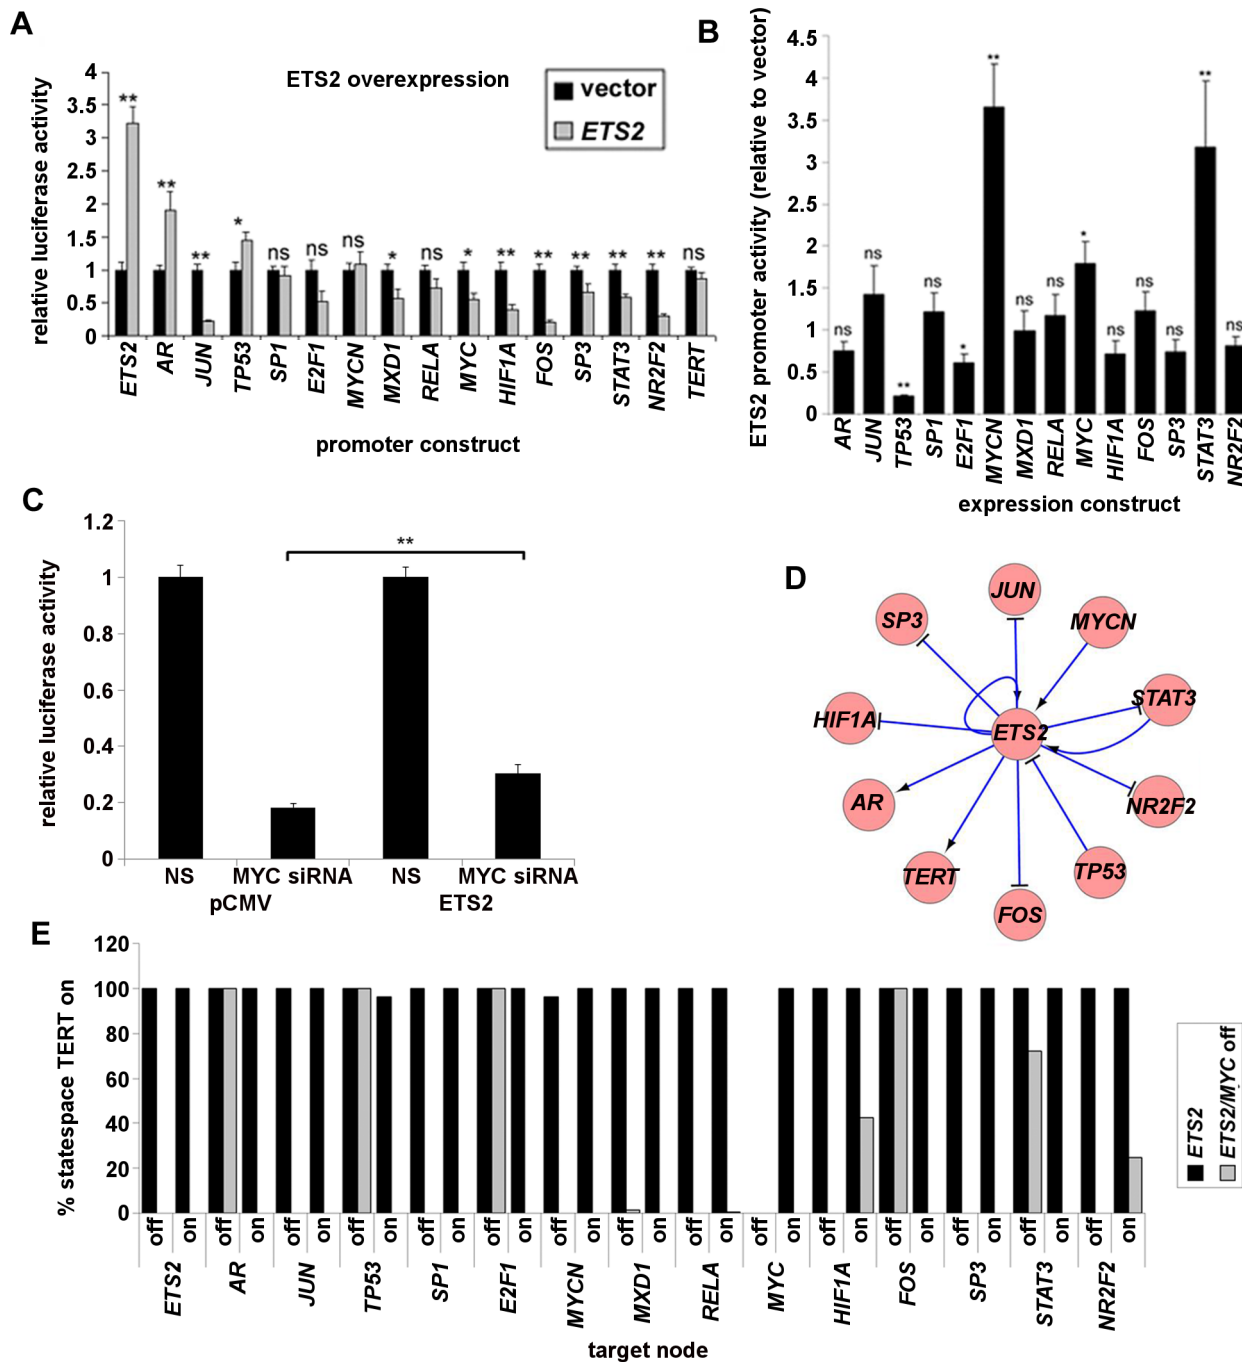 A
ETS2 overexpression
vector
ETS2
relative luciferase activity
4
3.5
3
2.5
2
1.5
1
0.5
0
** ** ** * ns ns ns * ns * ** ** ** ** ** ns
ETS2 AR JUN TP53 SP1 E2F1 MYCN MXD1 RELA MYC HIF1A FOS SP3 STAT3 NR2F2 TERT
promoter construct
B
ETS2 promoter activity (relative to vector)
4.5
4
3.5
3
2.5
2
1.5
1
0.5
0
ns ns ** ns * ** ns ns * ns ns ns ** ns
AR JUN TP53 SP1 E2F1 MYCN MXD1 RELA MYC HIF1A FOS SP3 STAT3 NR2F2
expression construct
C
relative luciferase activity
1.2
1
0.8
0.6
0.4
0.2
0
**
NS MYC siRNA NS MYC siRNA
pCMV ETS2
D
JUN
SP3
MYCN
STAT3
HIF1A
ETS2
AR
NR2F2
TERT
TP53
FOS
E
% statespace TERT on
120
100
80
60
40
20
0
off on off on off on off on off on off on off on off on off on off on off on off on off on off on off on
ETS2 AR JUN TP53 SP1 E2F1 MYCN MXD1 RELA MYC HIF1A FOS SP3 STAT3 NR2F2
target node
ETS2
ETS2/MYC off